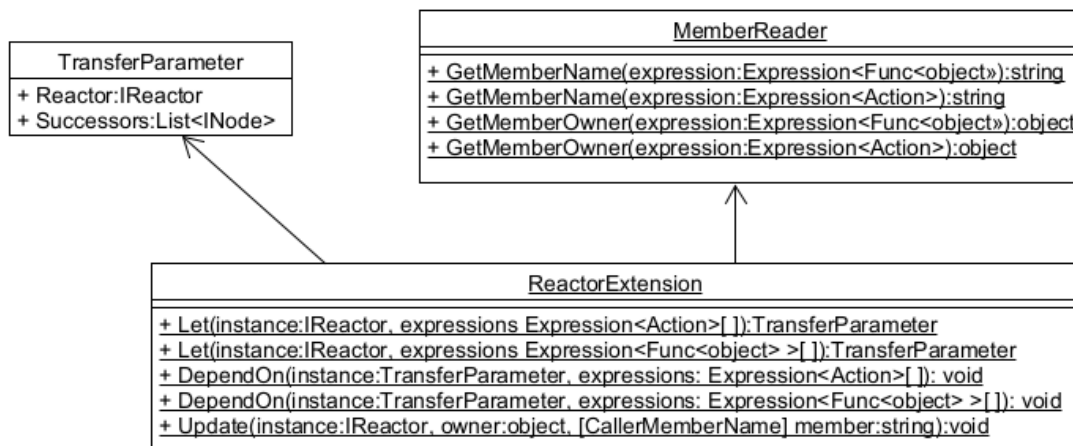 TransferParameter
+ Reactor:IReactor
+ Successors:List<INode>
MemberReader
+ GetMemberName(expression:Expression<Func<object»):string
+ GetMemberName(expression:Expression<Action>):string
+ GetMemberOwner(expression:Expression<Func<object»):object
+ GetMemberOwner(expression:Expression<Action>):object
ReactorExtension
+ Let(instance:IReactor, expressions Expression<Action>[ ]):TransferParameter
+ Let(instance:IReactor, expressions Expression<Func<object> >[ ]):TransferParameter
+ DependOn(instance:TransferParameter, expressions: Expression<Action>[ ]): void
+ DependOn(instance:TransferParameter, expressions: Expression<Func<object> >[ ]): void
+ Update(instance:IReactor, owner:object, [CallerMemberName] member:string):void